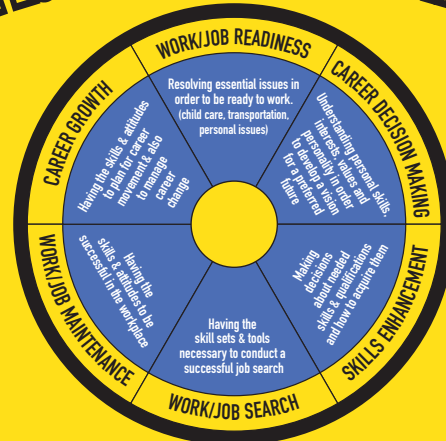 WORK/JOB READINESS
Resolving essential issues in
order to be ready to work.
(child care, transportation,
personal issues)
CAREER DECISION MAKING
Understanding personal skills,
interests, values and
personality in order
to develop a vision
for a preferred
future
SKILLS ENHANCEMENT
Making
decisions
about needed
skills & qualifications
and how to acquire them
WORK/JOB SEARCH
Having the
skill sets & tools
necessary to conduct a
successful job search
WORK/JOB MAINTENANCE
Having the
skills & attitudes to be
successful in the workplace
CAREER GROWTH
Having the skills & attitudes
to plan for career
movement & also
to manage
career
change